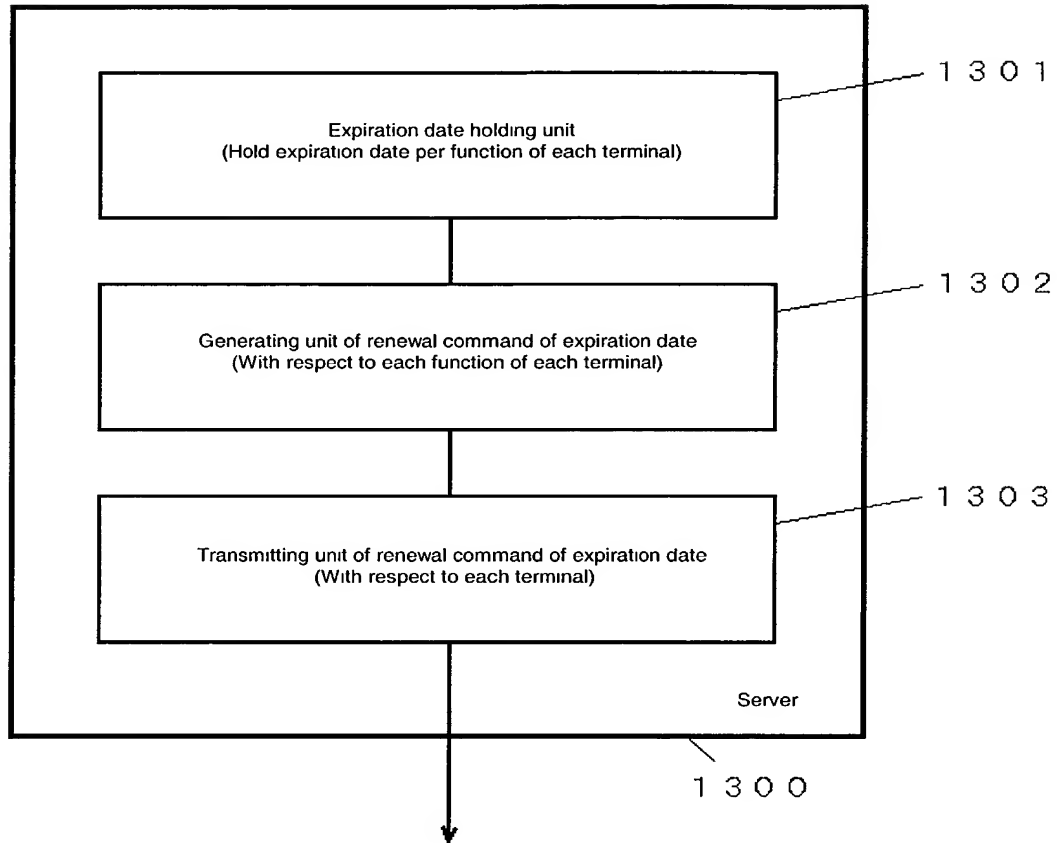 1301
Expiration date holding unit
(Hold expiration date per function of each terminal)
1302
Generating unit of renewal command of expiration date
(With respect to each function of each terminal)
1303
Transmitting unit of renewal command of expiration date
(With respect to each terminal)
Server
1300